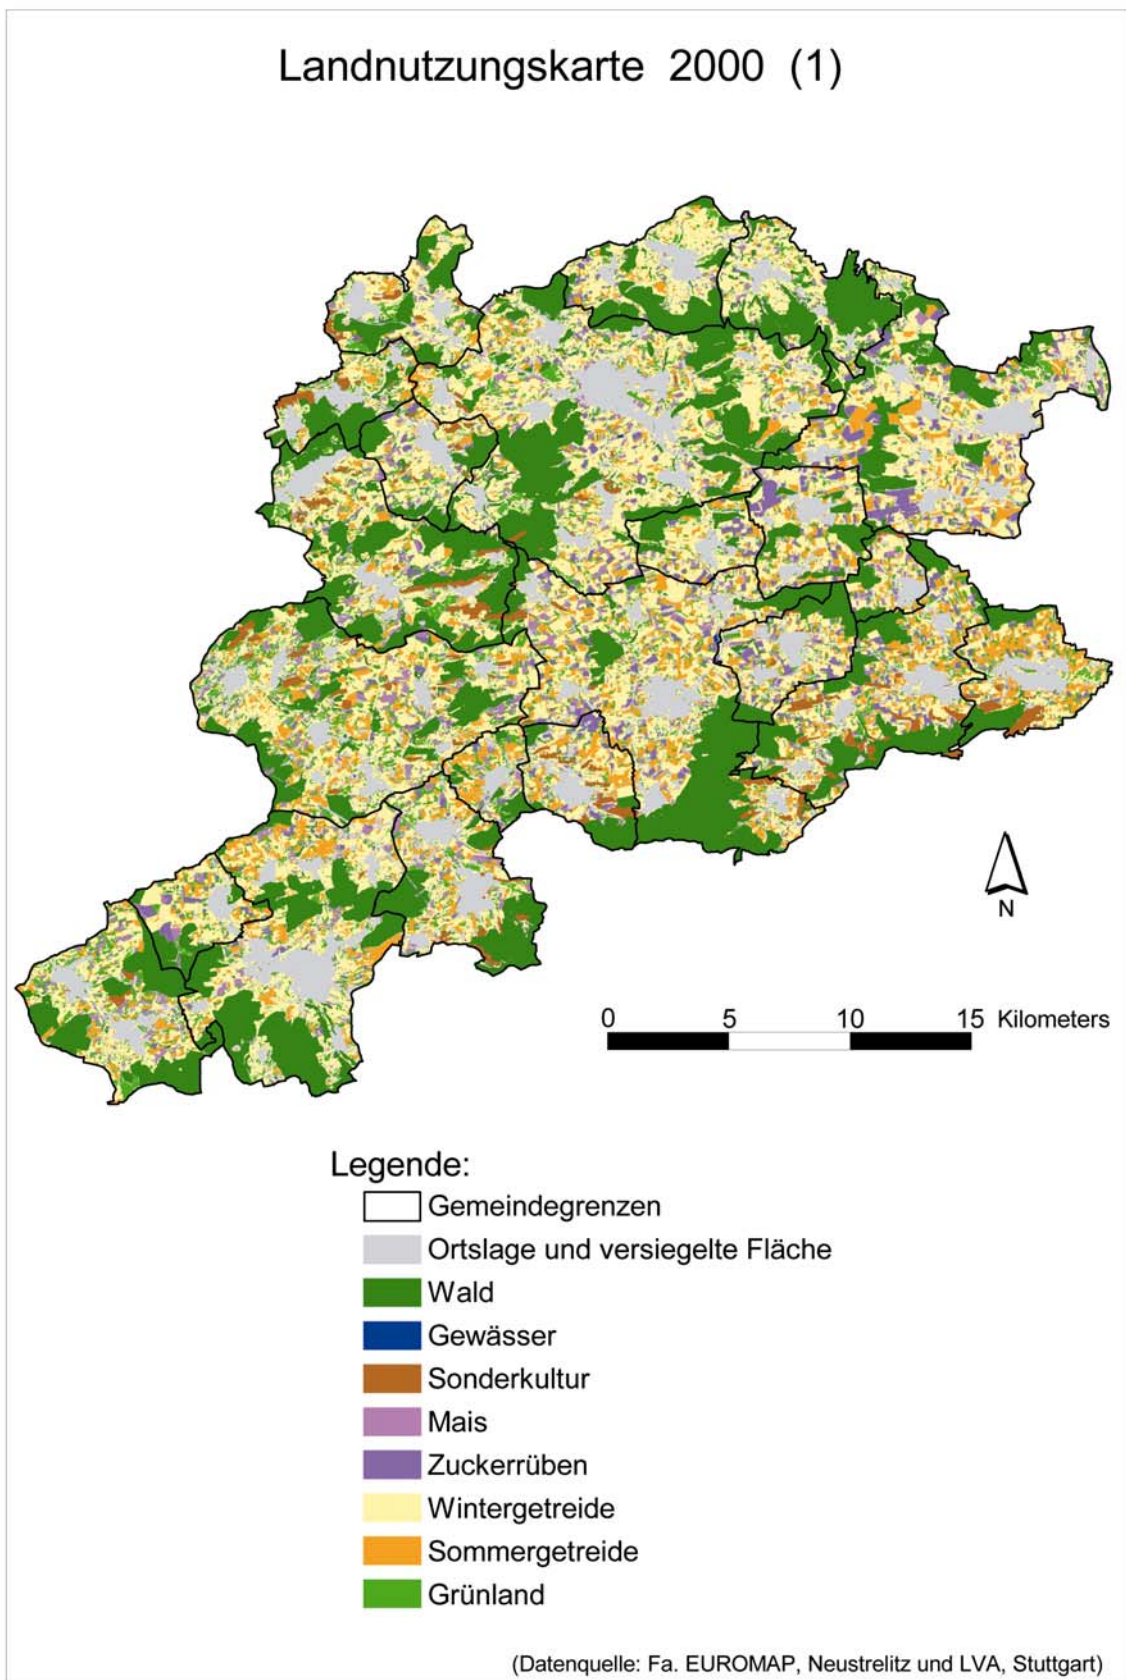 Landnutzungskarte 2000 (1)
N
0 5 10 15 Kilometers
Legende:
Gemeindegrenzen
Ortslage und versiegelte Fläche
Wald
Gewässer
Sonderkultur
Mais
Zuckerrüben
Wintergetreide
Sommergetreide
Grünland
(Datenquelle: Fa. EUROMAP, Neustrelitz und LVA, Stuttgart)